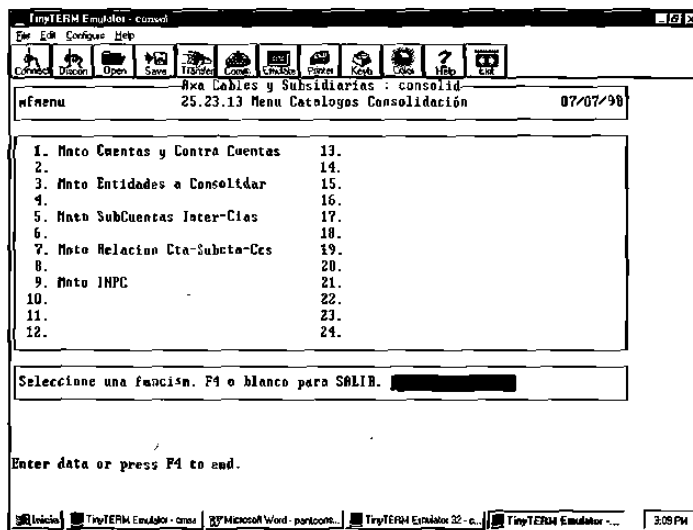 TinyTERM Emulator - consol
File Edit Configure Help
Connect Discon Open Save Transfer Comm. Emulate Printer Keyb Color Help Exit
Axa Cables y Subsidiarias : consolid
mfmenu 25.23.13 Menu Catalogos Consolidación 07/07/98
1. Mnto Cuentas y Contra Cuentas 13.
2. 14.
3. Mnto Entidades a Consolidar 15.
4. 16.
5. Mnto SubCuentas Inter-Cias 17.
6. 18.
7. Mnto Relacion Cta-Subcta-Ccs 19.
8. 20.
9. Mnto INPC 21.
10. 22.
11. 23.
12. 24.
Seleccione una función. F4 o blanco para SALIR.
Enter data or press F4 to end.
Inicio TinyTERM Emulator - cmax Microsoft Word - pantoons... TinyTERM Emulator 32 - c... TinyTERM Emulator -... 3:09 PM